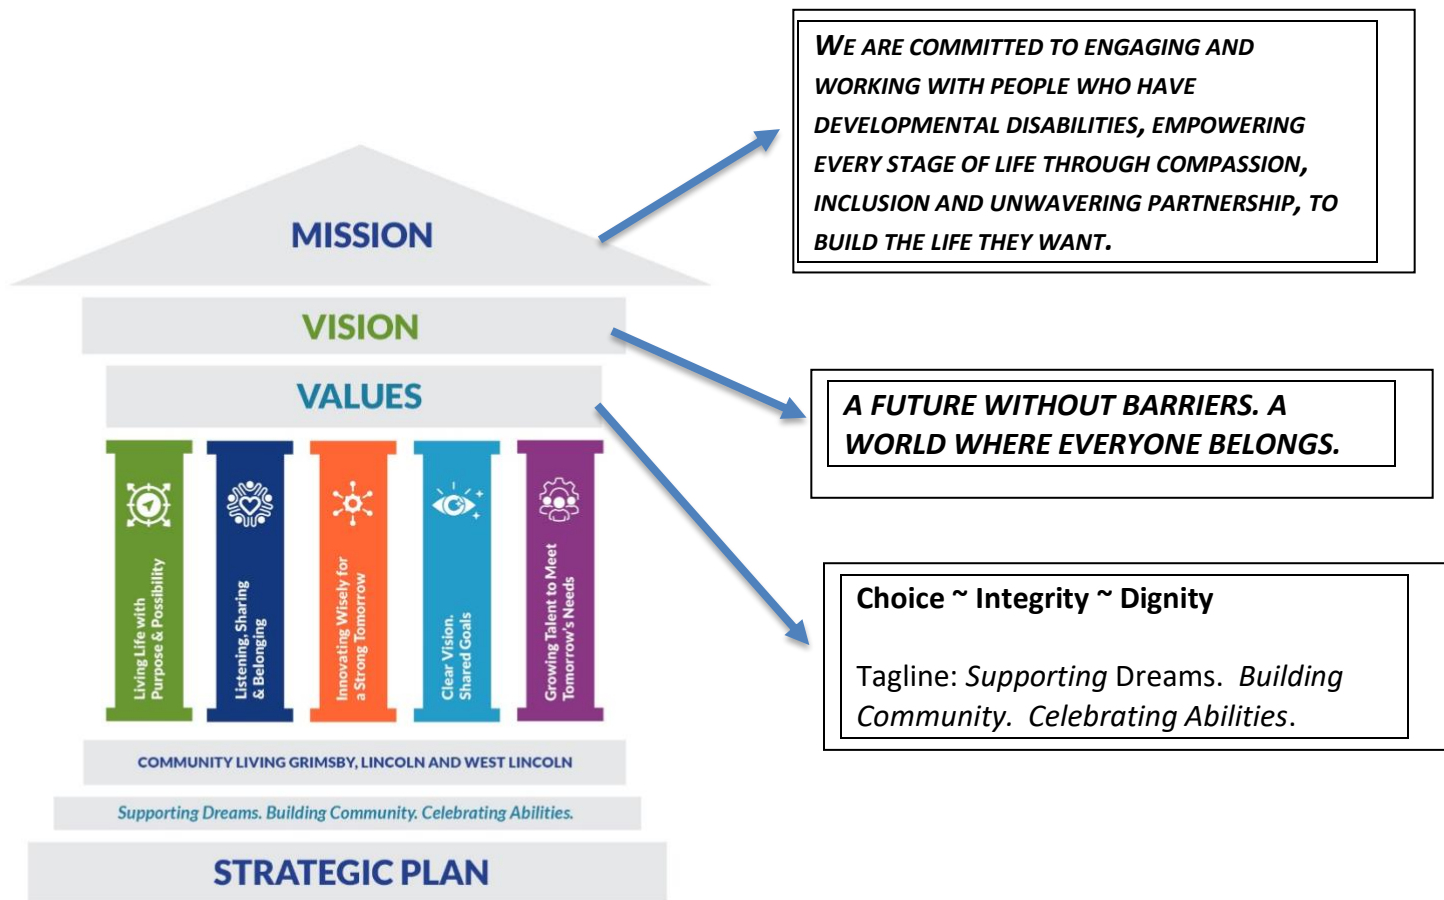 MISSION
VISION
VALUES
Living Life with
Purpose & Possibility
Listening, Sharing
& Belonging
Innovating Wisely for
a Strong Tomorrow
Clear Vision.
Shared Goals
Growing Talent to Meet
Tomorrow's Needs
COMMUNITY LIVING GRIMSBY, LINCOLN AND WEST LINCOLN
Supporting Dreams. Building Community. Celebrating Abilities.
STRATEGIC PLAN
WE ARE COMMITTED TO ENGAGING AND
WORKING WITH PEOPLE WHO HAVE
DEVELOPMENTAL DISABILITIES, EMPOWERING
EVERY STAGE OF LIFE THROUGH COMPASSION,
INCLUSION AND UNWAVERING PARTNERSHIP, TO
BUILD THE LIFE THEY WANT.
A FUTURE WITHOUT BARRIERS. A
WORLD WHERE EVERYONE BELONGS.
Choice ~ Integrity ~ Dignity
Tagline: Supporting Dreams. Building
Community. Celebrating Abilities.